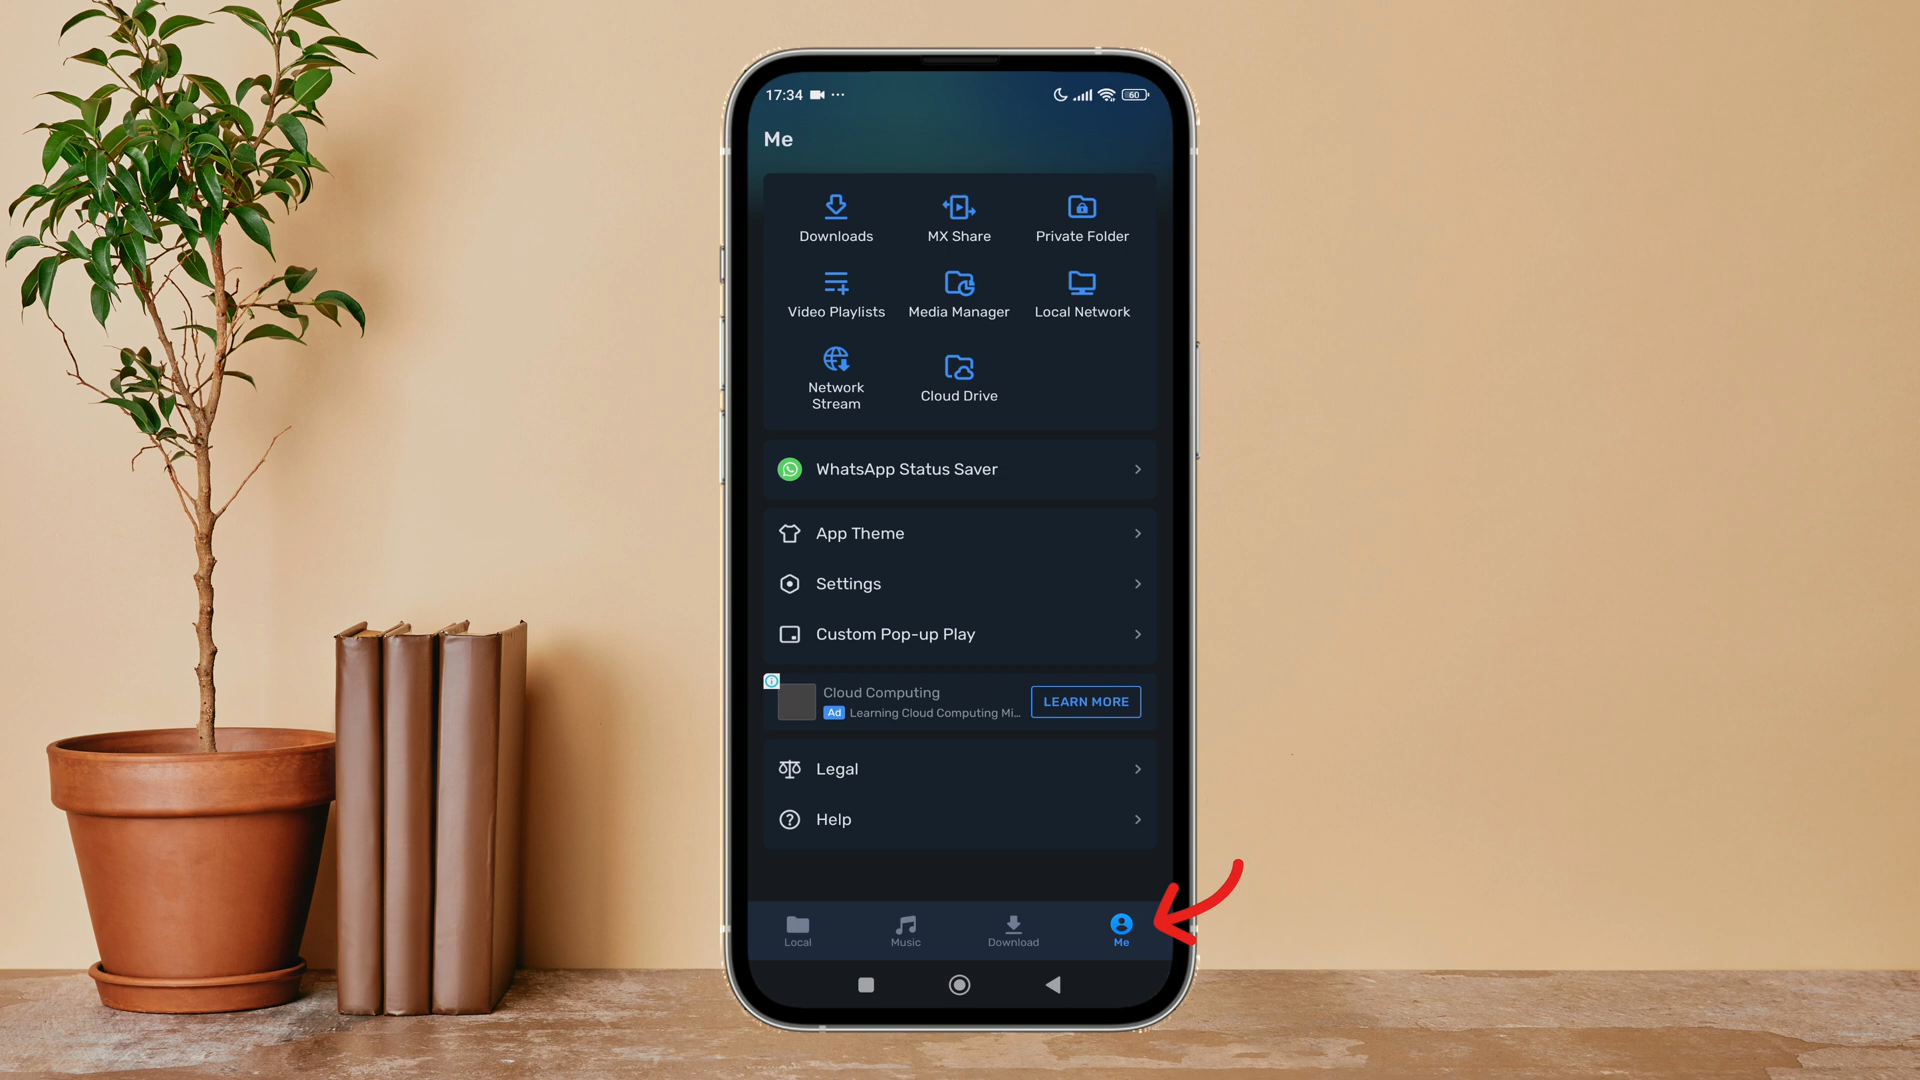 17:34
60
Me
Downloads
MX Share
Private Folder
Video Playlists
Media Manager
Local Network
Network
Stream
Cloud Drive
WhatsApp Status Saver
App Theme
Settings
Custom Pop-up Play
Cloud Computing
Ad Learning Cloud Computing Mi...
LEARN MORE
Legal
Help
Local
Music
Download
Me